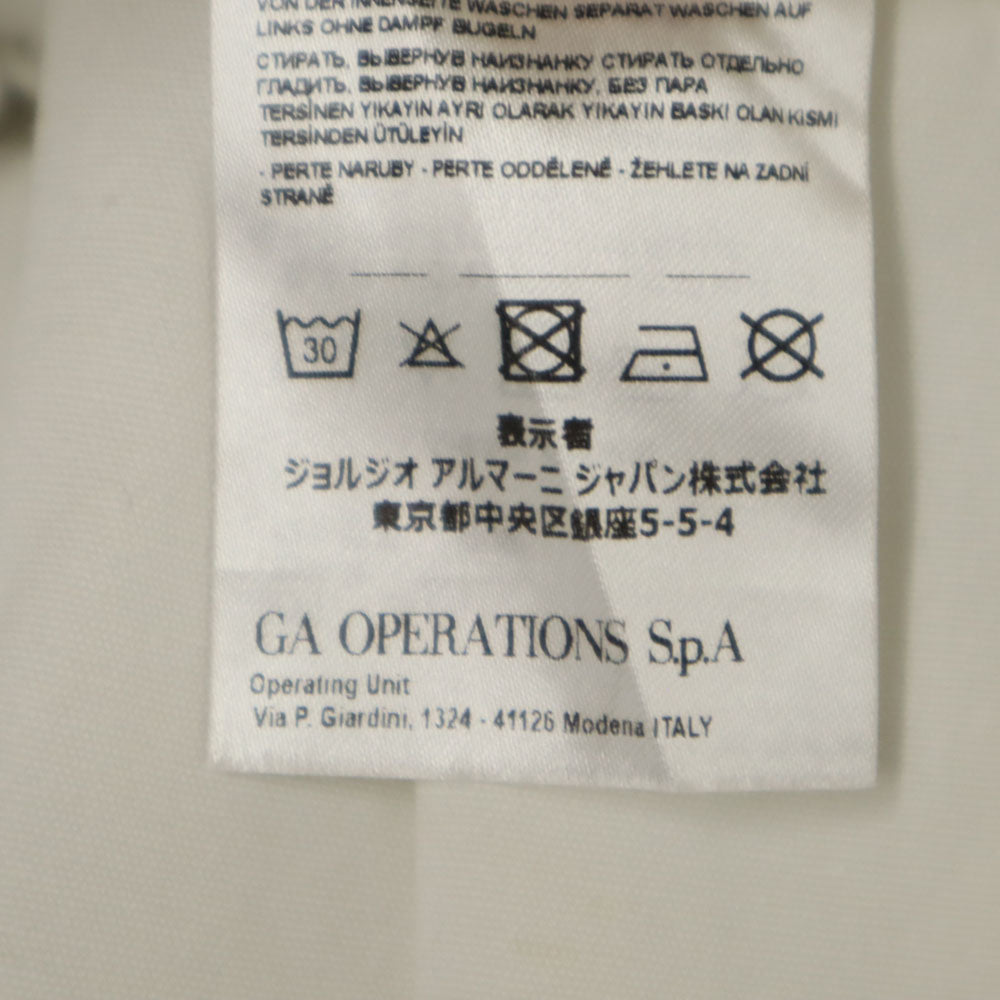 VON DER INNENSEITE WASCHEN SEPARAT WASCHEN AUF
LINKS OHNE DAMPF BÜGELN
СТИРАТЬ, ВЫВЕРНУВ НАИЗНАНКУ СТИРАТЬ ОТДЕЛЬНО
ГЛАДИТЬ, ВЫВЕРНУВ НАИЗНАНКУ, БЕЗ ПАРА
TERSİNEN YIKAYIN AYRI OLARAK YIKAYIN BASKI OLAN KISMI
TERSİNDEN ÜTÜLEYİN
- PERTE NARUBY - PERTE ODDĚLENĚ - ŽEHLETE NA ZADNÍ
STRANĚ
30
表示者
ジョルジオ アルマーニ ジャパン株式会社
東京都中央区銀座5-5-4
GA OPERATIONS S.p.A
Operating Unit
Via P. Giardini, 1324 - 41126 Modena ITALY